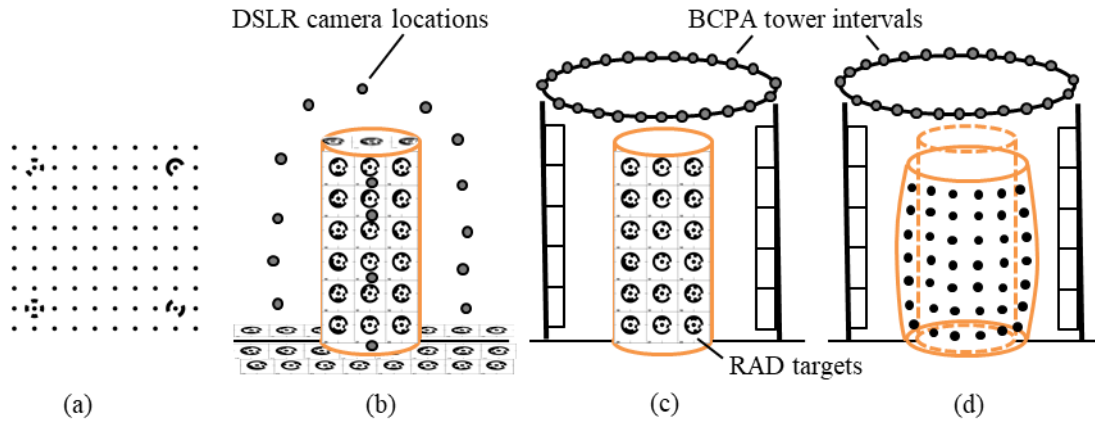 DSLR camera locations
BCPA tower intervals
RAD targets
(a)
(b)
(c)
(d)